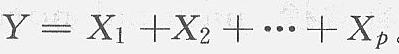 Y = X₁ + X₂ + ⋯ + Xₚ。